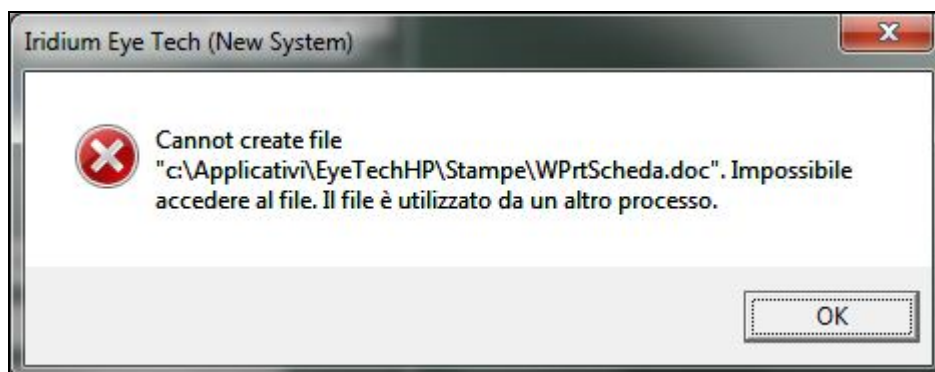 Iridium Eye Tech (New System)
Cannot create file
"c:\Applicativi\EyeTechHP\Stampe\WPrtScheda.doc". Impossibile
accedere al file. Il file è utilizzato da un altro processo.
OK